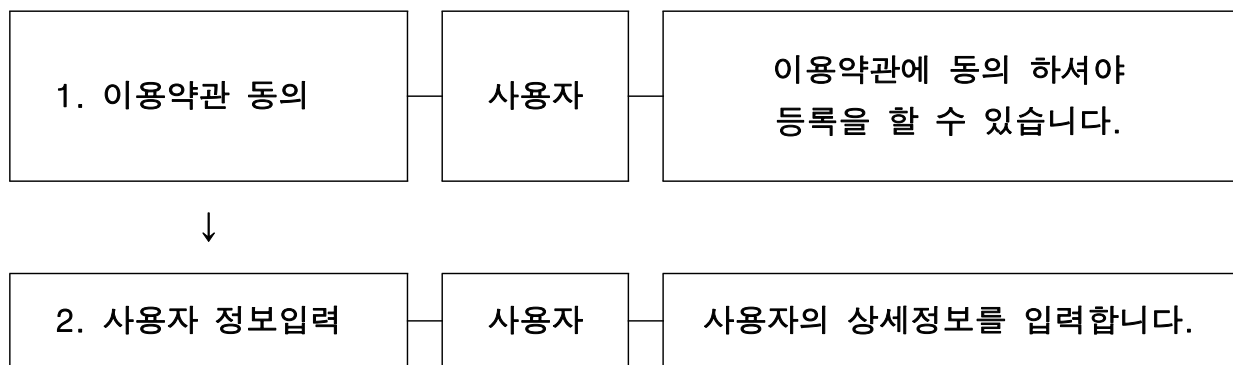 1. 이용약관 동의
사용자
이용약관에 동의 하셔야
등록을 할 수 있습니다.
↓
2. 사용자 정보입력
사용자
사용자의 상세정보를 입력합니다.